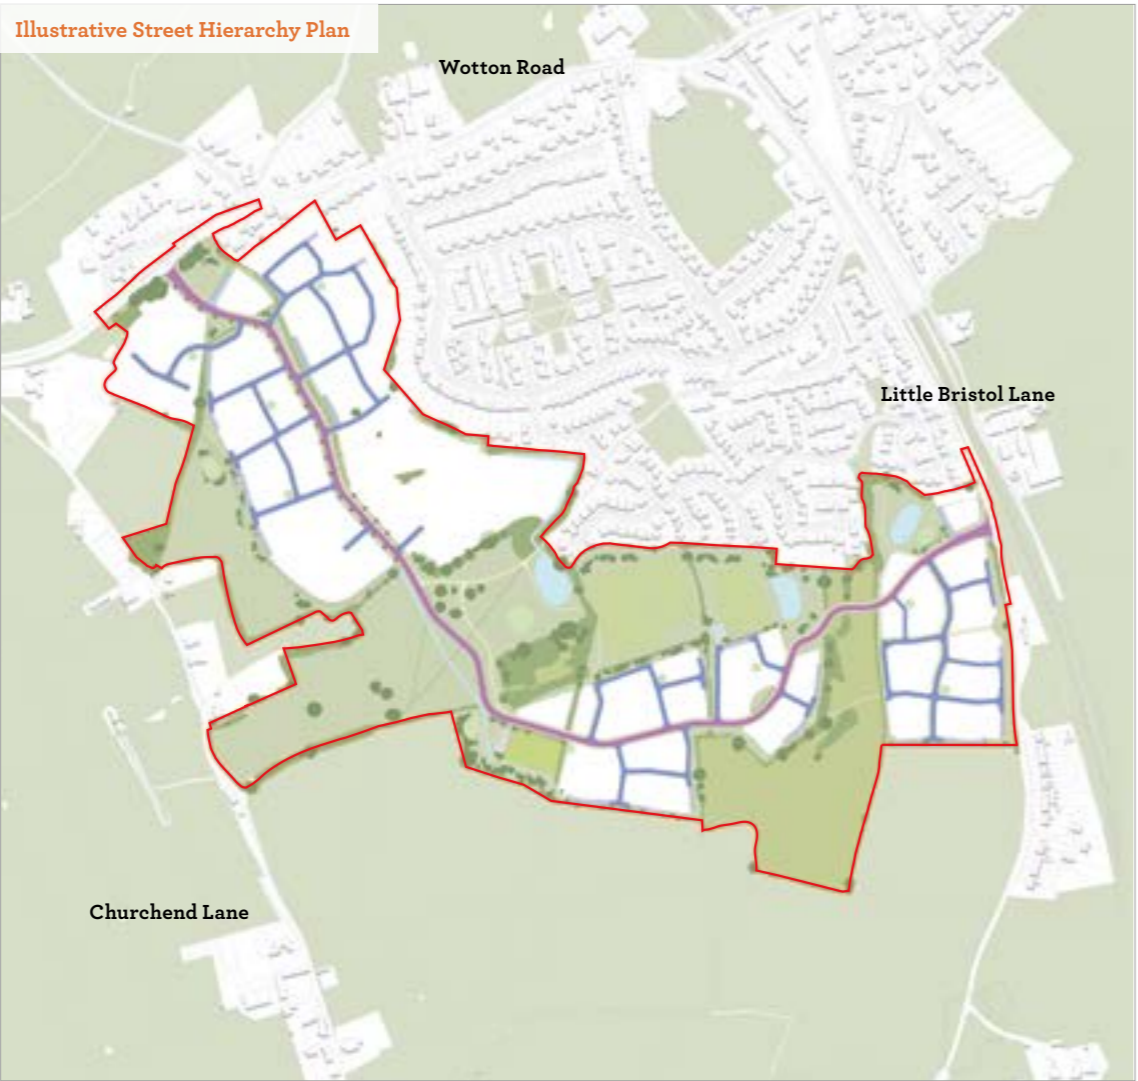 Illustrative Street Hierarchy Plan
Wotton Road
Little Bristol Lane
Churchend Lane